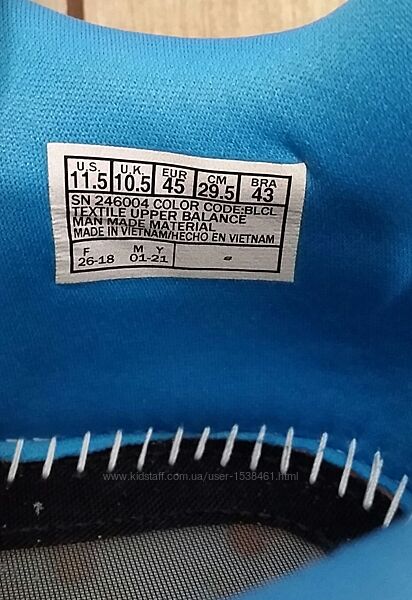 U.S. U.K. EUR CM BRA
11.5 10.5 45 29.5 43
SN 246004 COLOR CODE:BLCL
TEXTILE UPPER BALANCE
MAN MADE MATERIAL
MADE IN VIETNAM/HECHO EN VIETNAM
F M Y
26-18 01-21
www.kidstaff.com.ua/user-1538461.html